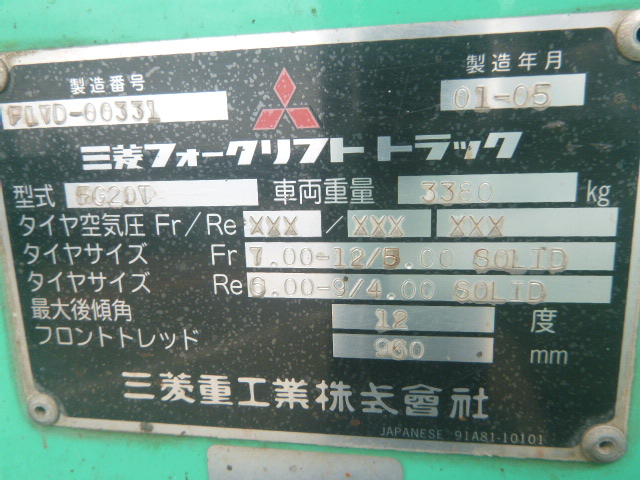 製造番号 製造年月
F17D-00331 01-05
三菱フォークリフト トラック
型式 FG20T 車両重量 3380 kg
タイヤ空気圧 Fr/Re XXX / XXX XXX
タイヤサイズ Fr 7.00-12/5.00 SOLID
タイヤサイズ Re 6.00-9/4.00 SOLID
最大後傾角 12 度
フロントトレッド 960 mm
三菱重工業株式會社
JAPANESE 91A81-10101